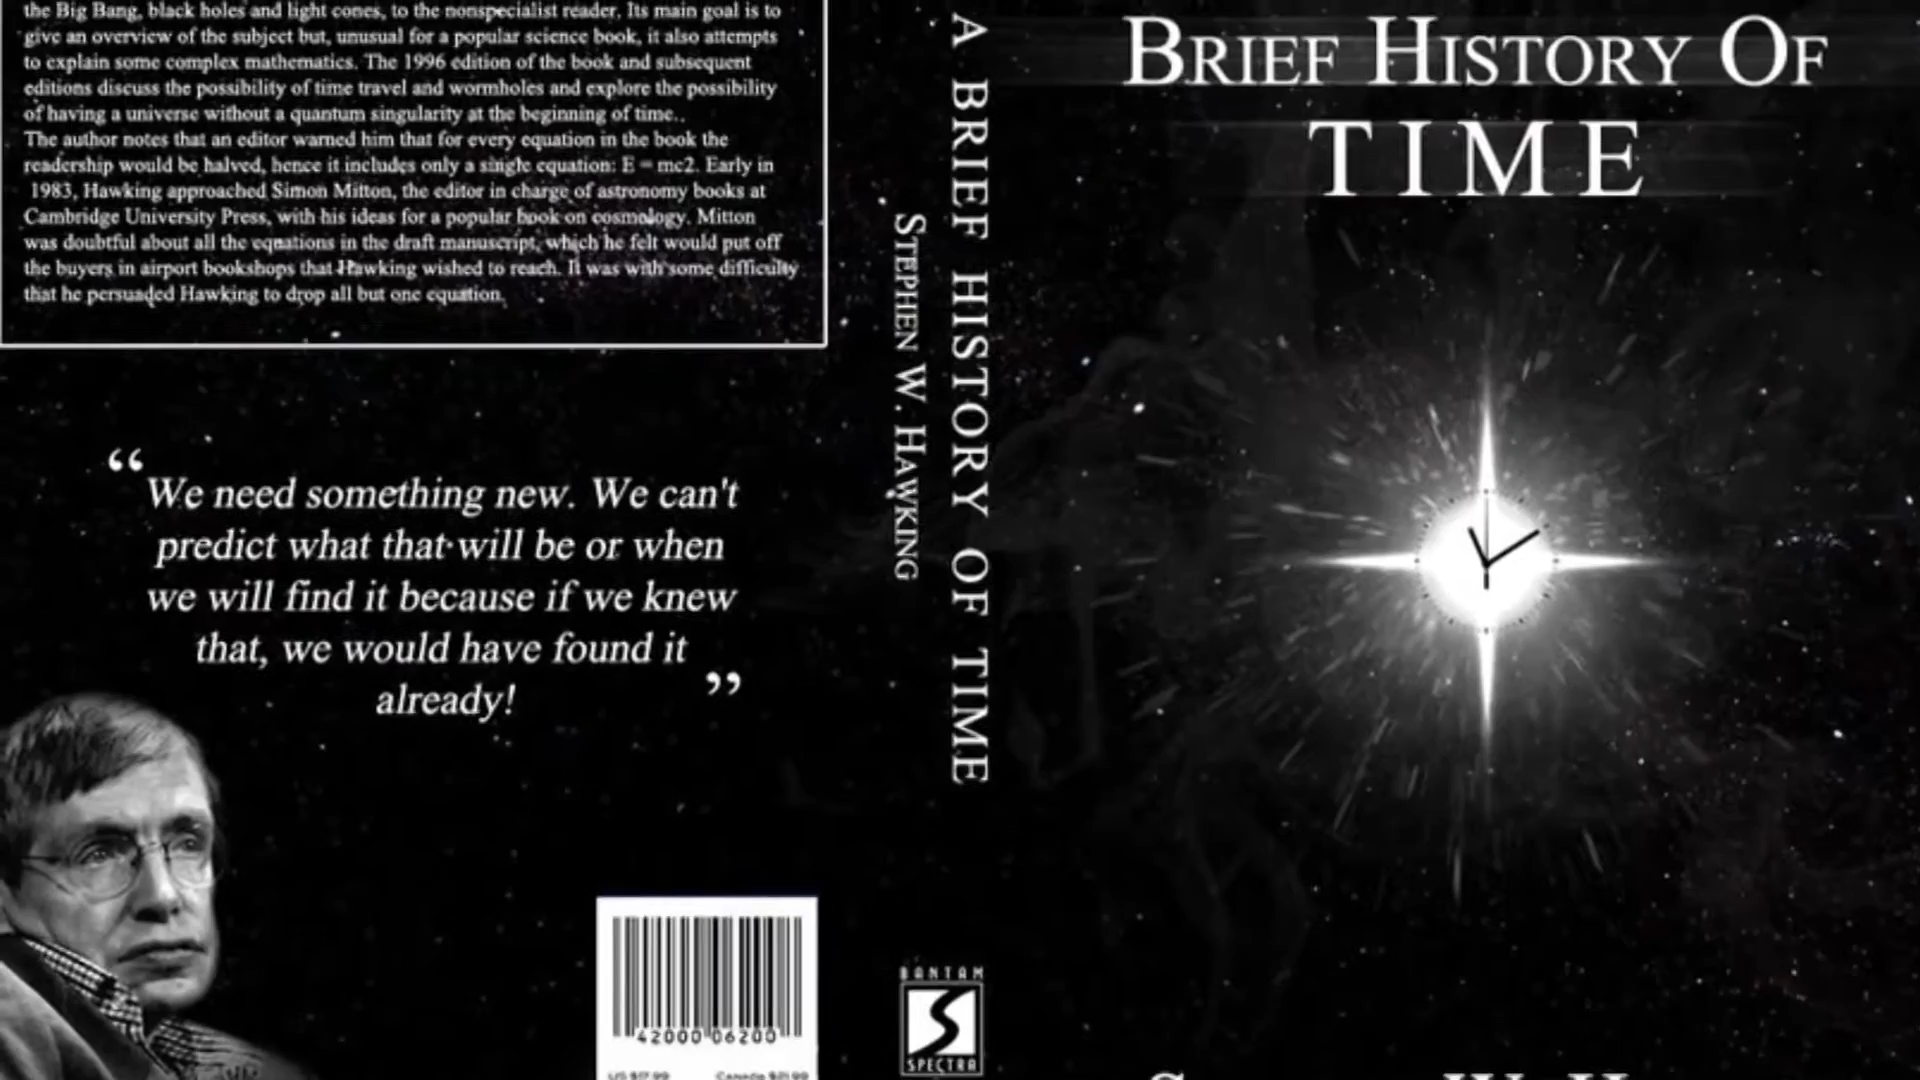 the Big Bang, black holes and light cones, to the nonspecialist reader. Its main goal is to
give an overview of the subject but, unusual for a popular science book, it also attempts
to explain some complex mathematics. The 1996 edition of the book and subsequent
editions discuss the possibility of time travel and wormholes and explore the possibility
of having a universe without a quantum singularity at the beginning of time..
The author notes that an editor warned him that for every equation in the book the
readership would be halved, hence it includes only a single equation: E = mc2. Early in
1983, Hawking approached Simon Mitton, the editor in charge of astronomy books at
Cambridge University Press, with his ideas for a popular book on cosmology. Mitton
was doubtful about all the equations in the draft manuscript, which he felt would put off
the buyers in airport bookshops that Hawking wished to reach. It was with some difficulty
that he persuaded Hawking to drop all but one equation.
“We need something new. We can't
predict what that will be or when
we will find it because if we knew
that, we would have found it
already!”
42000 06200
US $17.99 Canada $21.99
A BRIEF HISTORY OF TIME
STEPHEN W. HAWKING
BANTAM
SPECTRA
BRIEF HISTORY OF
TIME